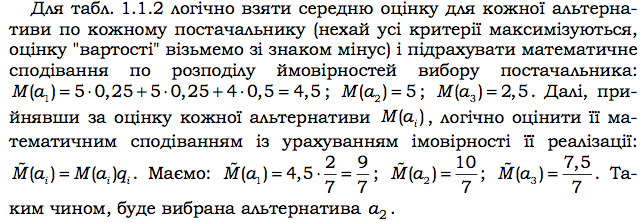 Для табл. 1.1.2 логічно взяти середню оцінку для кожної альтерна-
тиви по кожному постачальнику (нехай усі критерії максимізуються,
оцінку "вартості" візьмемо зі знаком мінус) і підрахувати математичне
сподівання по розподілу ймовірностей вибору постачальника:
M(a₁) = 5·0,25 + 5·0,25 + 4·0,5 = 4,5; M(a₂) = 5; M(a₃) = 2,5. Далі, при-
йнявши за оцінку кожної альтернативи M(aᵢ), логічно оцінити її ма-
тематичним сподіванням із урахуванням імовірності її реалізації:
M̃(aᵢ) = M(aᵢ)qᵢ. Маємо: M̃(a₁) = 4,5·2/7 = 9/7; M̃(a₂) = 10/7; M̃(a₃) = 7,5/7. Та-
ким чином, буде вибрана альтернатива a₂.